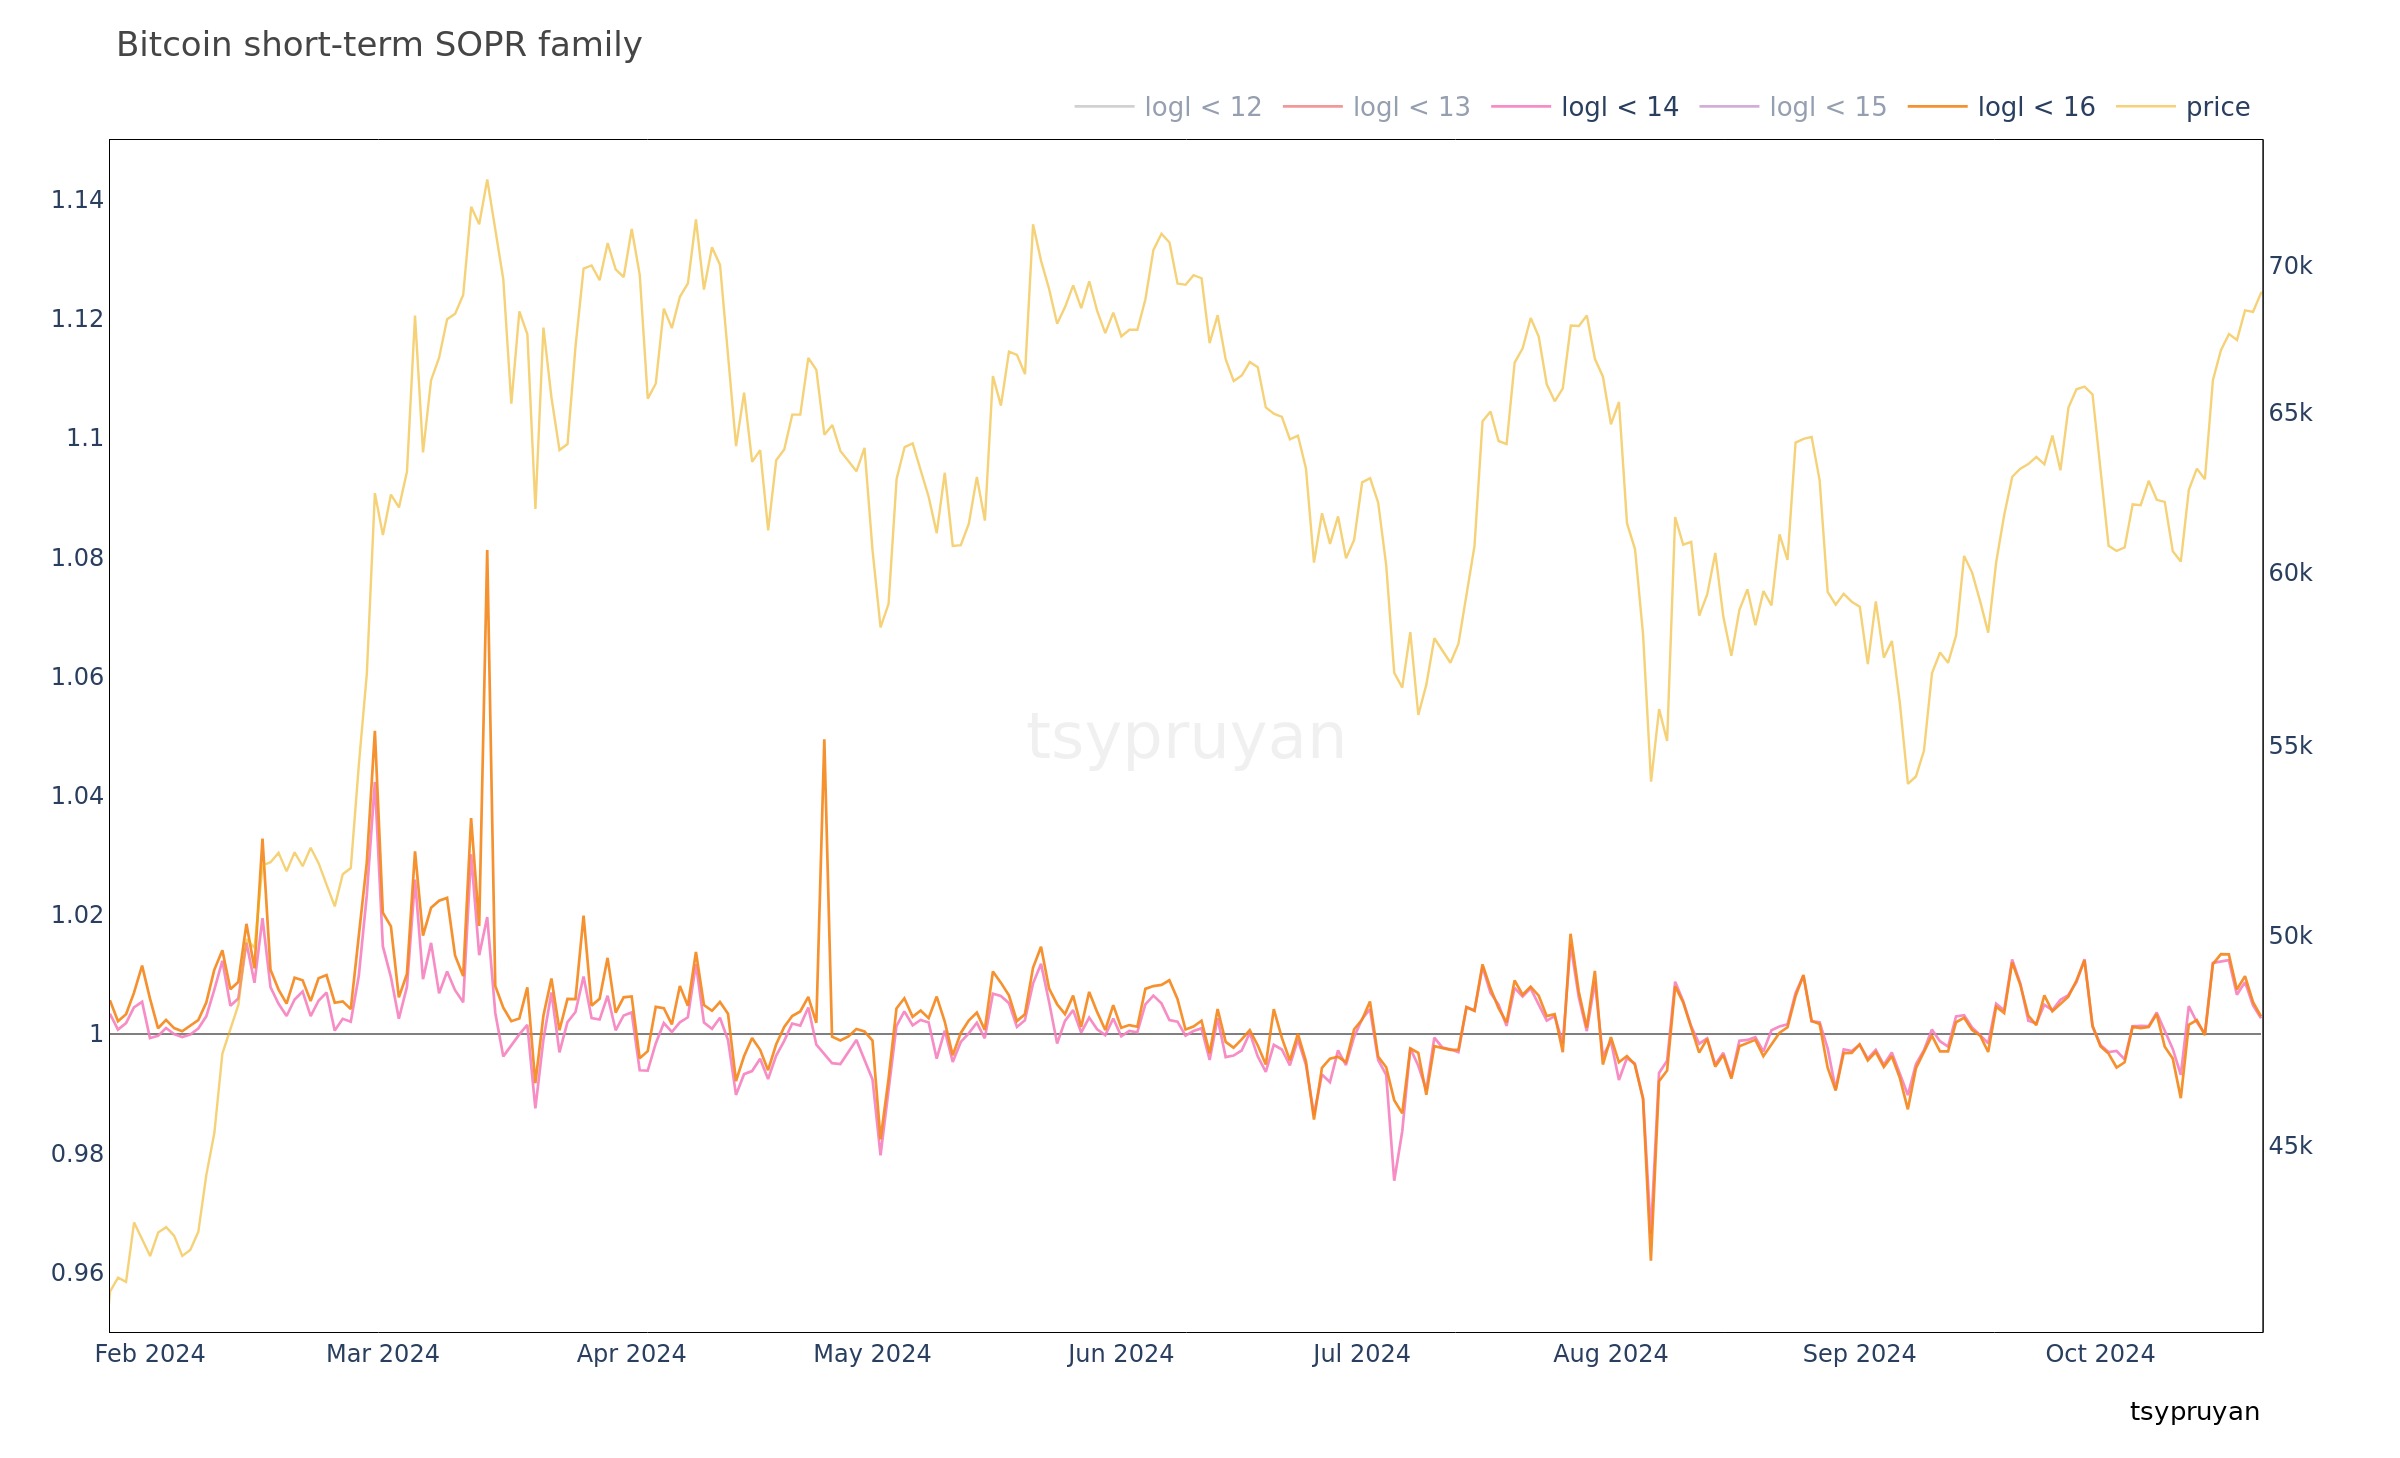 Bitcoin short-term SOPR family
logl < 12 logl < 13 logl < 14 logl < 15 logl < 16 price
1.14
1.12
1.1
1.08
1.06
1.04
1.02
1
0.98
0.96
70k
65k
60k
55k
50k
45k
tsypruyan
Feb 2024 Mar 2024 Apr 2024 May 2024 Jun 2024 Jul 2024 Aug 2024 Sep 2024 Oct 2024
tsypruyan